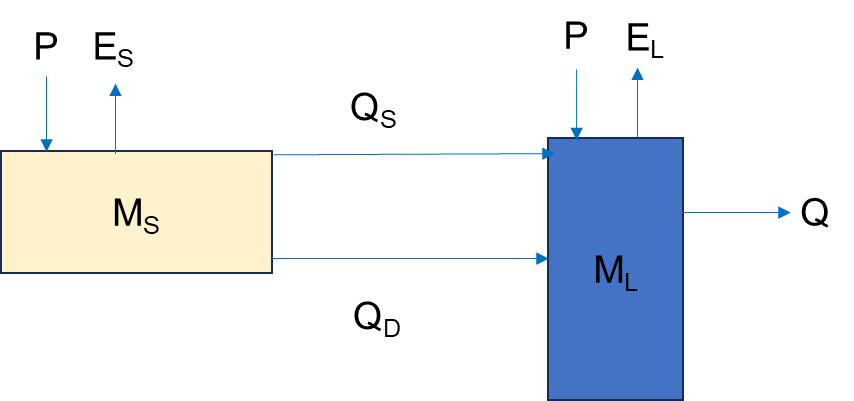 P E_S
P E_L
Q_S
M_S
Q
M_L
Q_D